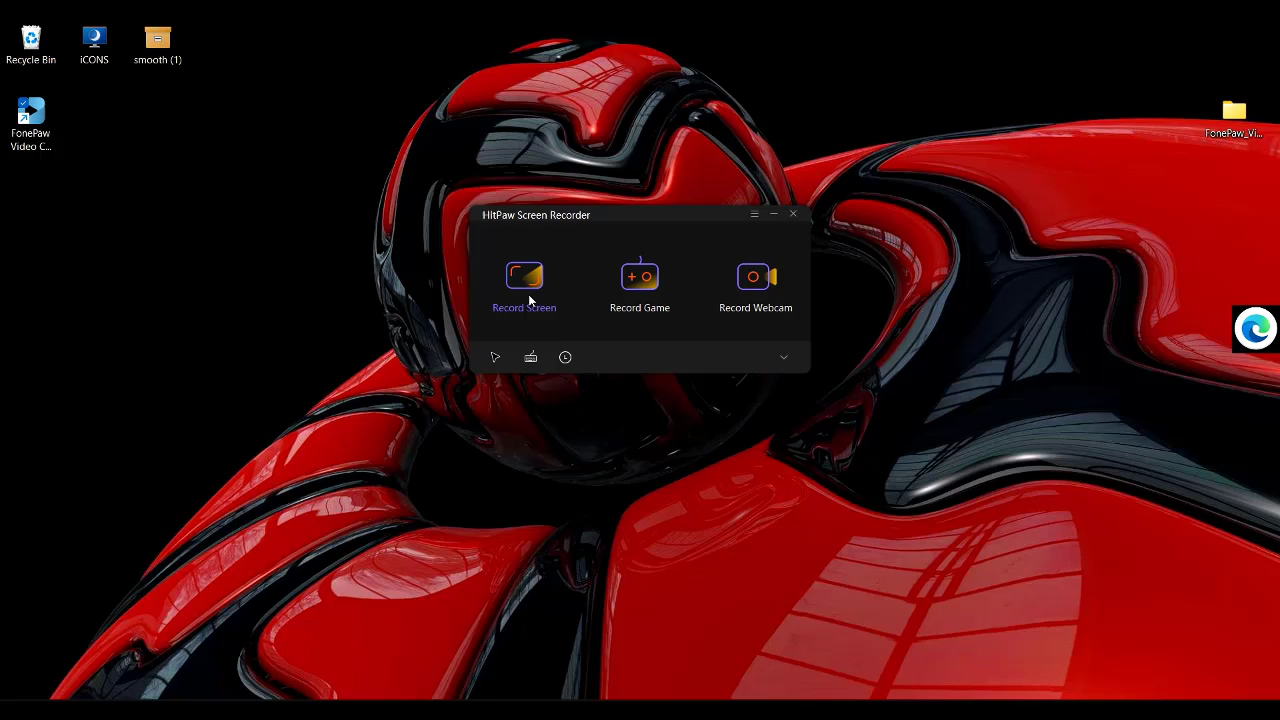 Recycle Bin
iCONS
smooth (1)
FonePaw
Video C...
FonePaw_Vi...
HItPaw Screen Recorder
Record Screen
Record Game
Record Webcam